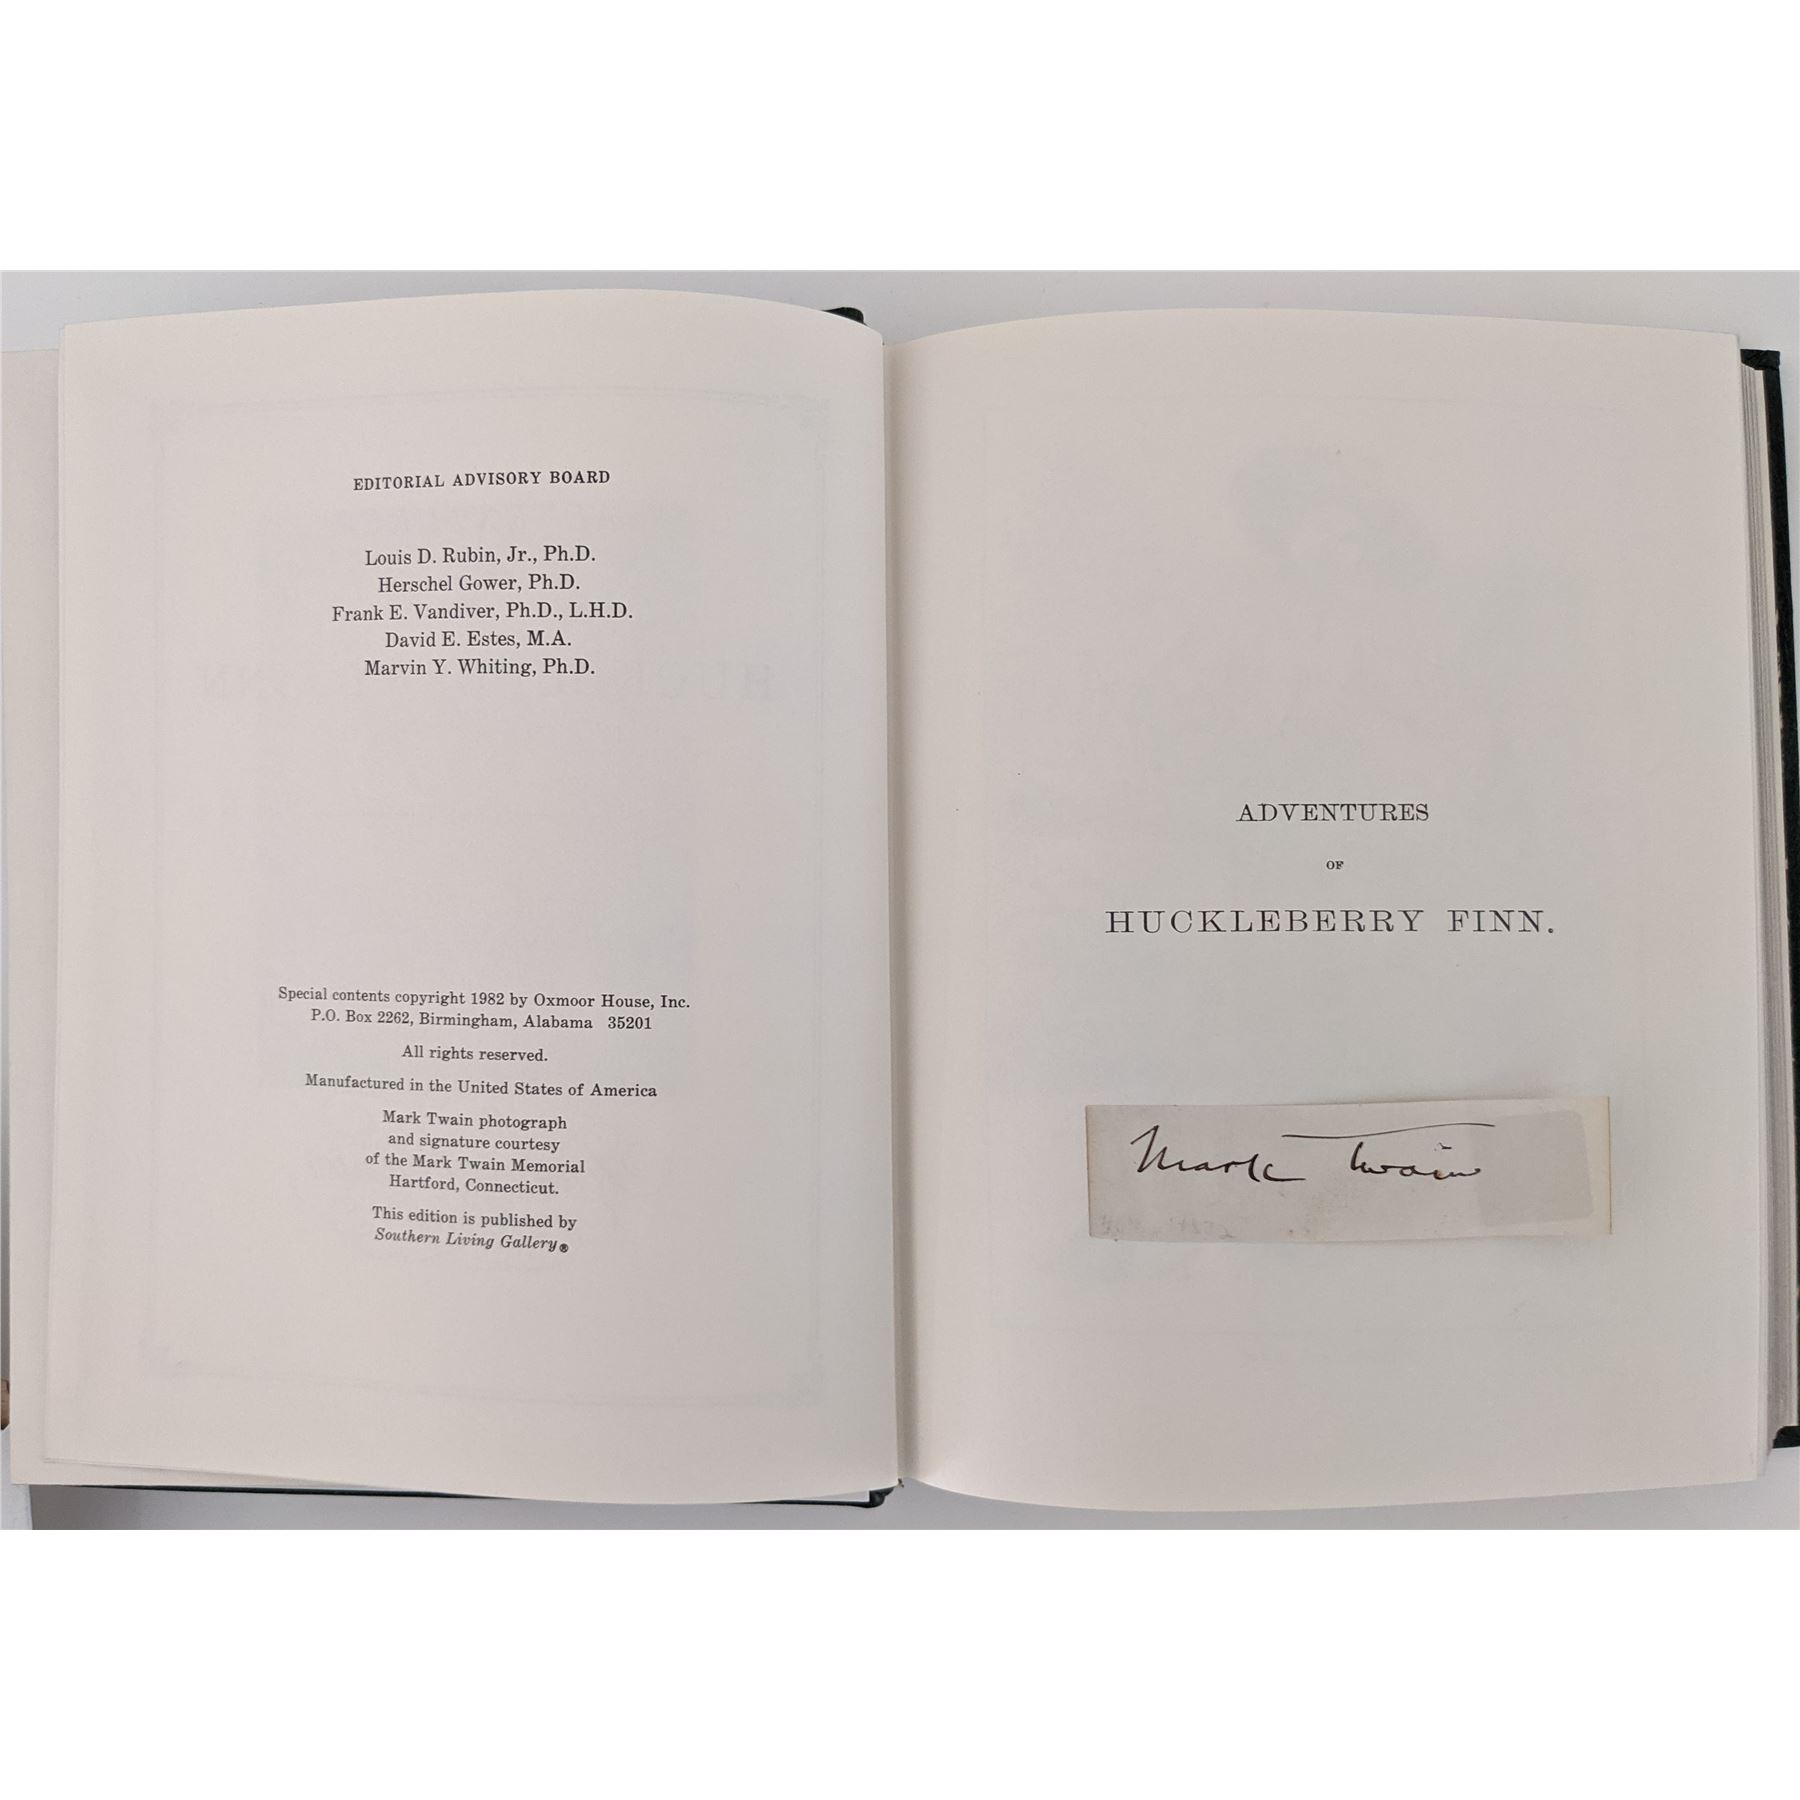 EDITORIAL ADVISORY BOARD
Louis D. Rubin, Jr., Ph.D.
Herschel Gower, Ph.D.
Frank E. Vandiver, Ph.D., L.H.D.
David E. Estes, M.A.
Marvin Y. Whiting, Ph.D.
Special contents copyright 1982 by Oxmoor House, Inc.
P.O. Box 2262, Birmingham, Alabama 35201
All rights reserved.
Manufactured in the United States of America
Mark Twain photograph
and signature courtesy
of the Mark Twain Memorial
Hartford, Connecticut.
This edition is published by
Southern Living Gallery®
ADVENTURES
OF
HUCKLEBERRY FINN.
Mark Twain